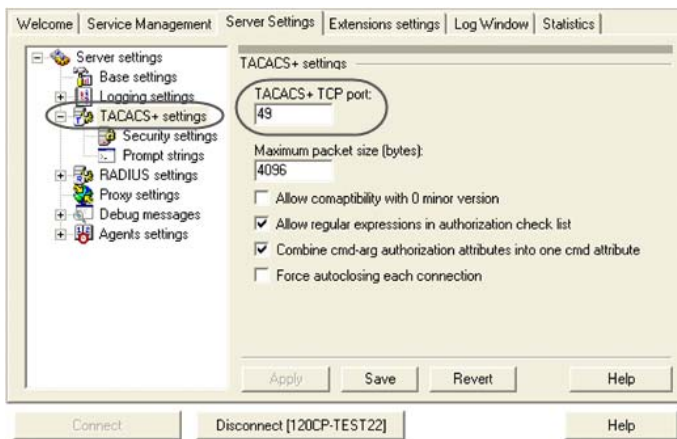 Welcome
Service Management
Server Settings
Extensions settings
Log Window
Statistics
Server settings
Base settings
Logging settings
TACACS+ settings
Security settings
Prompt strings
RADIUS settings
Proxy settings
Debug messages
Agents settings
TACACS+ settings
TACACS+ TCP port:
49
Maximum packet size (bytes):
4096
Allow comaptibility with 0 minor version
Allow regular expressions in authorization check list
Combine cmd-arg authorization attributes into one cmd attribute
Force autoclosing each connection
Apply
Save
Revert
Help
Connect
Disconnect [120CP-TEST22]
Help